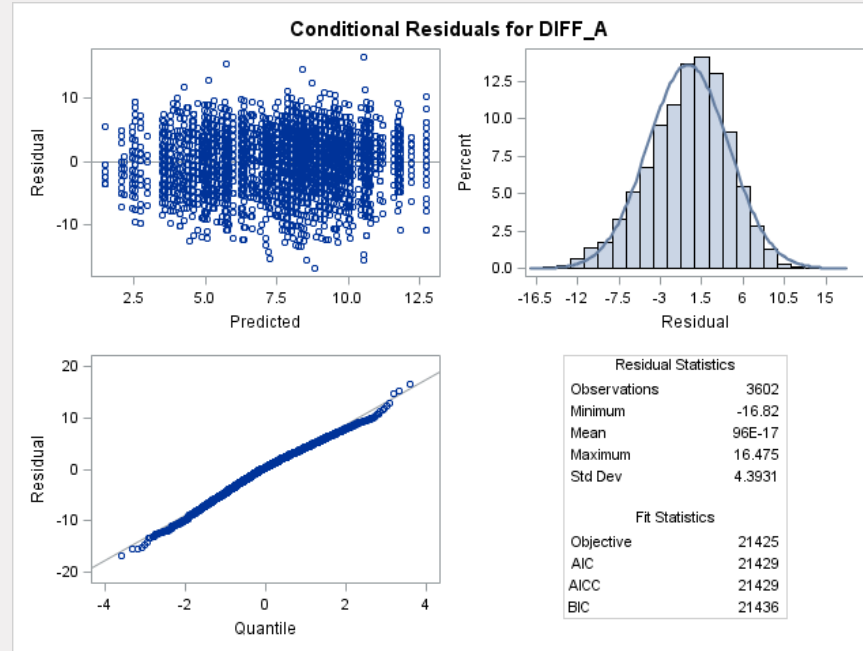 Conditional Residuals for DIFF_A
10
0
-10
Residual
2.5 5.0 7.5 10.0 12.5
Predicted
12.5
10.0
7.5
5.0
2.5
0.0
Percent
-16.5 -12 -7.5 -3 1.5 6 10.5 15
Residual
20
10
0
-10
-20
Residual
-4 -2 0 2 4
Quantile
Residual Statistics
Observations 3602
Minimum -16.82
Mean 96E-17
Maximum 16.475
Std Dev 4.3931
Fit Statistics
Objective 21425
AIC 21429
AICC 21429
BIC 21436